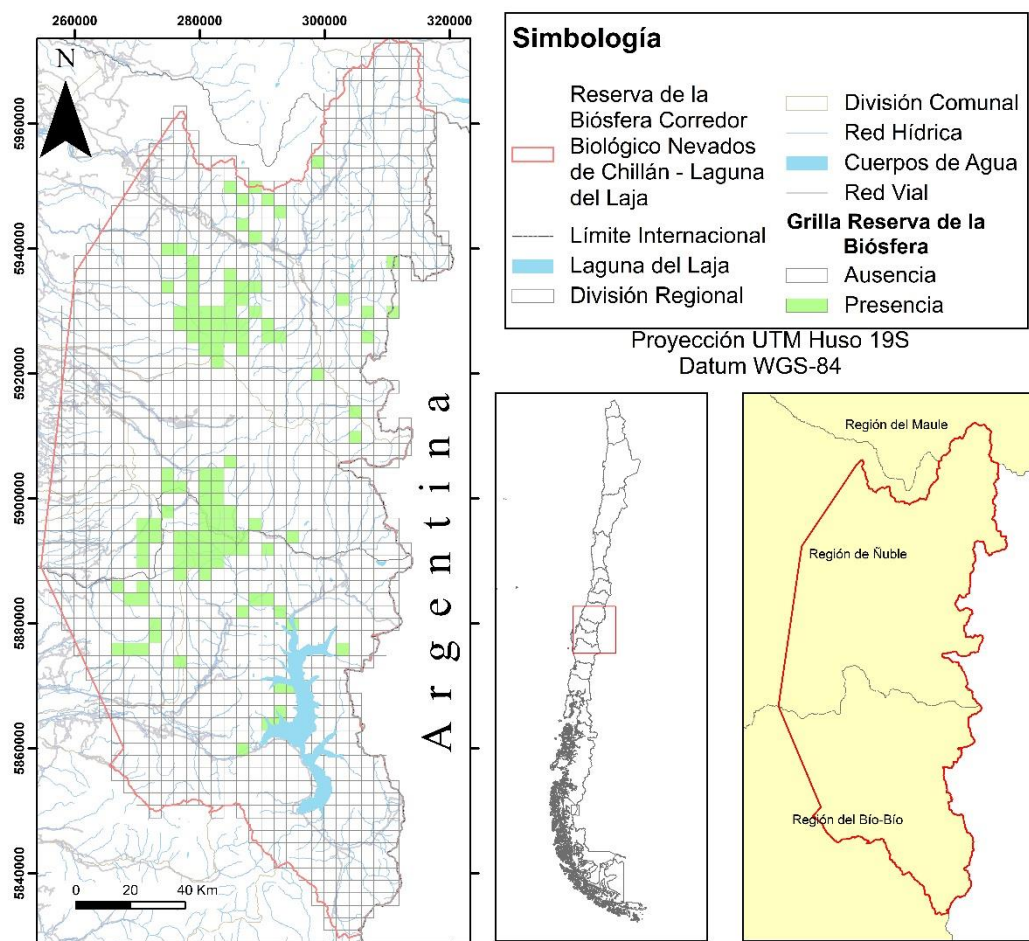 260000
280000
300000
320000
N
5960000
5940000
5920000
5900000
5880000
5860000
5840000
Argentina
0
20
40 Km
Simbología
Reserva de la
Biósfera Corredor
Biológico Nevados
de Chillán - Laguna
del Laja
Límite Internacional
Laguna del Laja
División Regional
División Comunal
Red Hídrica
Cuerpos de Agua
Red Vial
Grilla Reserva de la
Biósfera
Ausencia
Presencia
Proyección UTM Huso 19S
Datum WGS-84
Región del Maule
Región de Ñuble
Región del Bío-Bío